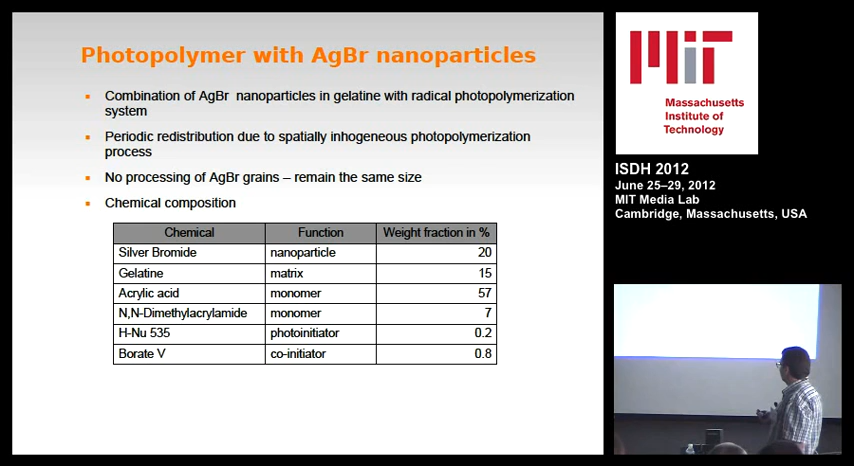 Photopolymer with AgBr nanoparticles
Combination of AgBr nanoparticles in gelatine with radical photopolymerization
system
Periodic redistribution due to spatially inhogeneous photopolymerization
process
No processing of AgBr grains – remain the same size
Chemical composition
Chemical Function Weight fraction in %
Silver Bromide nanoparticle 20
Gelatine matrix 15
Acrylic acid monomer 57
N,N-Dimethylacrylamide monomer 7
H-Nu 535 photoinitiator 0.2
Borate V co-initiator 0.8
MIT
Massachusetts
Institute of
Technology
ISDH 2012
June 25–29, 2012
MIT Media Lab
Cambridge, Massachusetts, USA